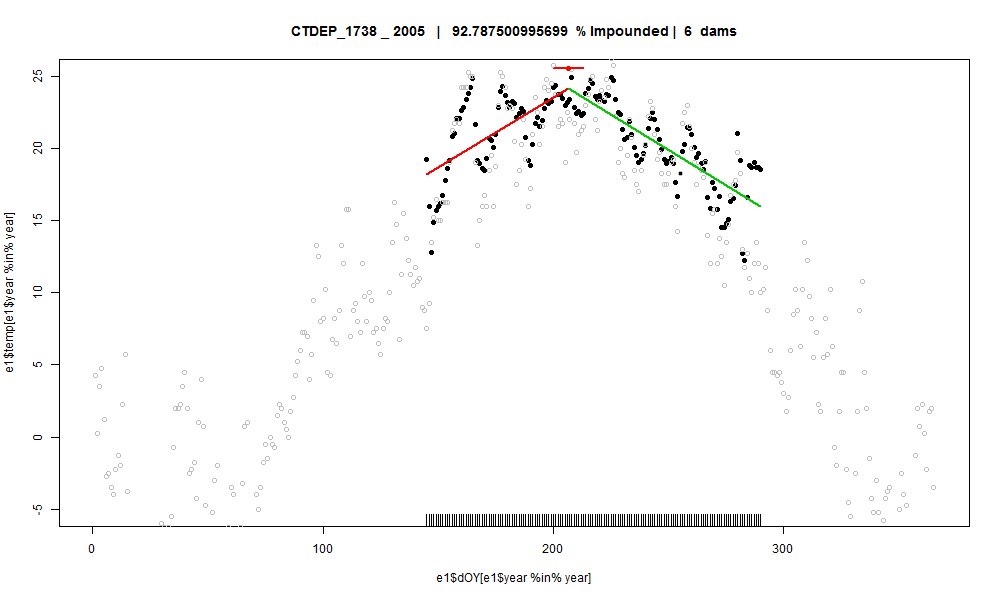 CTDEP_1738 _ 2005 | 92.787500995699 % Impounded | 6 dams
25
20
15
10
5
0
-5
e1$temp[e1$year %in% year]
0 100 200 300
e1$dOY[e1$year %in% year]